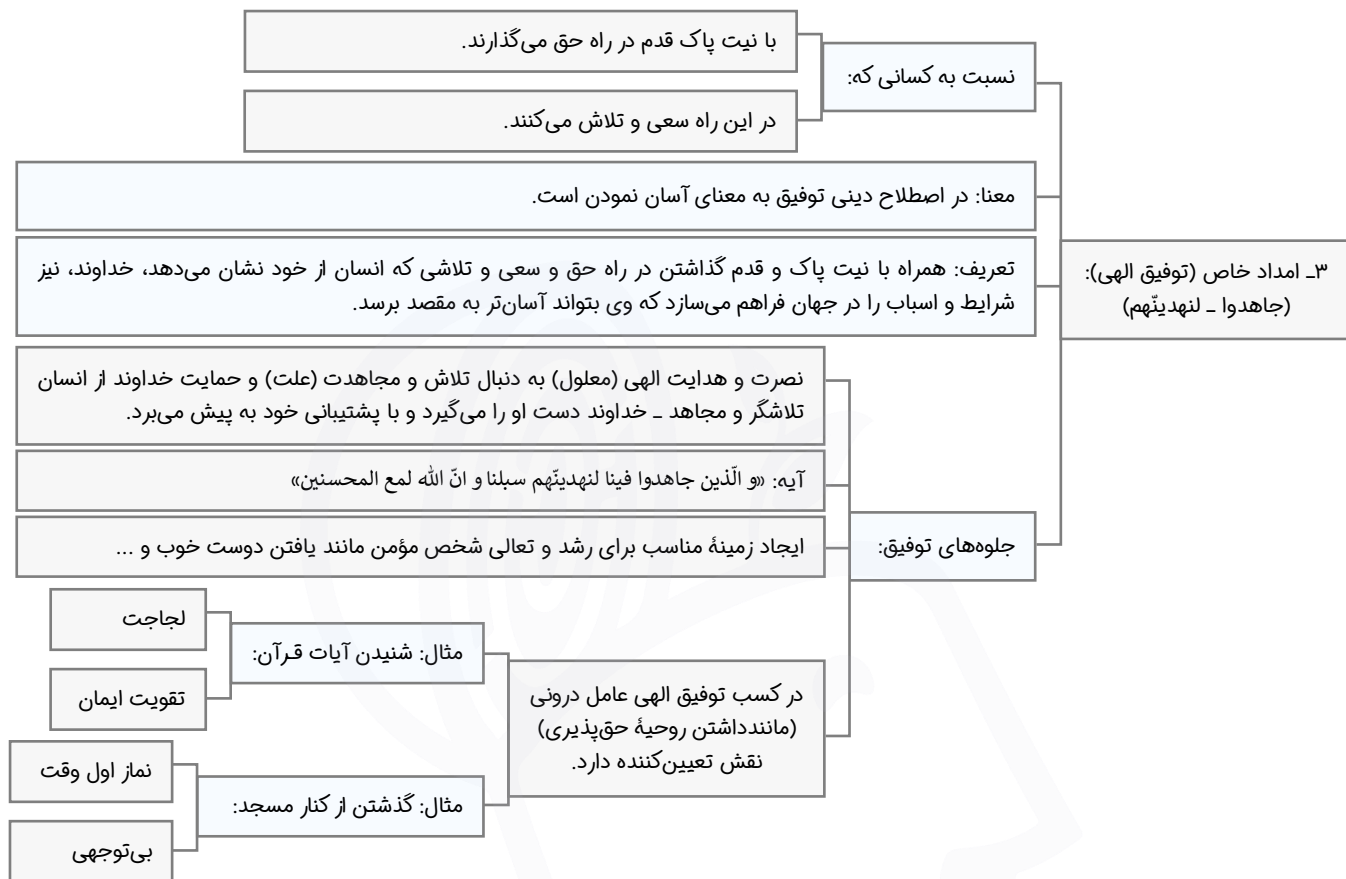 ۳ـ امداد خاص (توفیق الهی):
(جاهدوا ـ لنهدینّهم)
نسبت به کسانی که:
با نیت پاک قدم در راه حق می‌گذارند.
در این راه سعی و تلاش می‌کنند.
معنا: در اصطلاح دینی توفیق به معنای آسان نمودن است.
تعریف: همراه با نیت پاک و قدم گذاشتن در راه حق و سعی و تلاشی که انسان از خود نشان می‌دهد، خداوند، نیز
شرایط و اسباب را در جهان فراهم می‌سازد که وی بتواند آسان‌تر به مقصد برسد.
جلوه‌های توفیق:
نصرت و هدایت الهی (معلول) به دنبال تلاش و مجاهدت (علت) و حمایت خداوند از انسان
تلاشگر و مجاهد ـ خداوند دست او را می‌گیرد و با پشتیبانی خود به پیش می‌برد.
آیه: «و الّذین جاهدوا فینا لنهدینّهم سبلنا و انّ الله لمع المحسنین»
ایجاد زمینهٔ مناسب برای رشد و تعالی شخص مؤمن مانند یافتن دوست خوب و ...
در کسب توفیق الهی عامل درونی
(مانندداشتن روحیهٔ حق‌پذیری)
نقش تعیین‌کننده دارد.
مثال: شنیدن آیات قرآن:
لجاجت
تقویت ایمان
مثال: گذشتن از کنار مسجد:
نماز اول وقت
بی‌توجهی